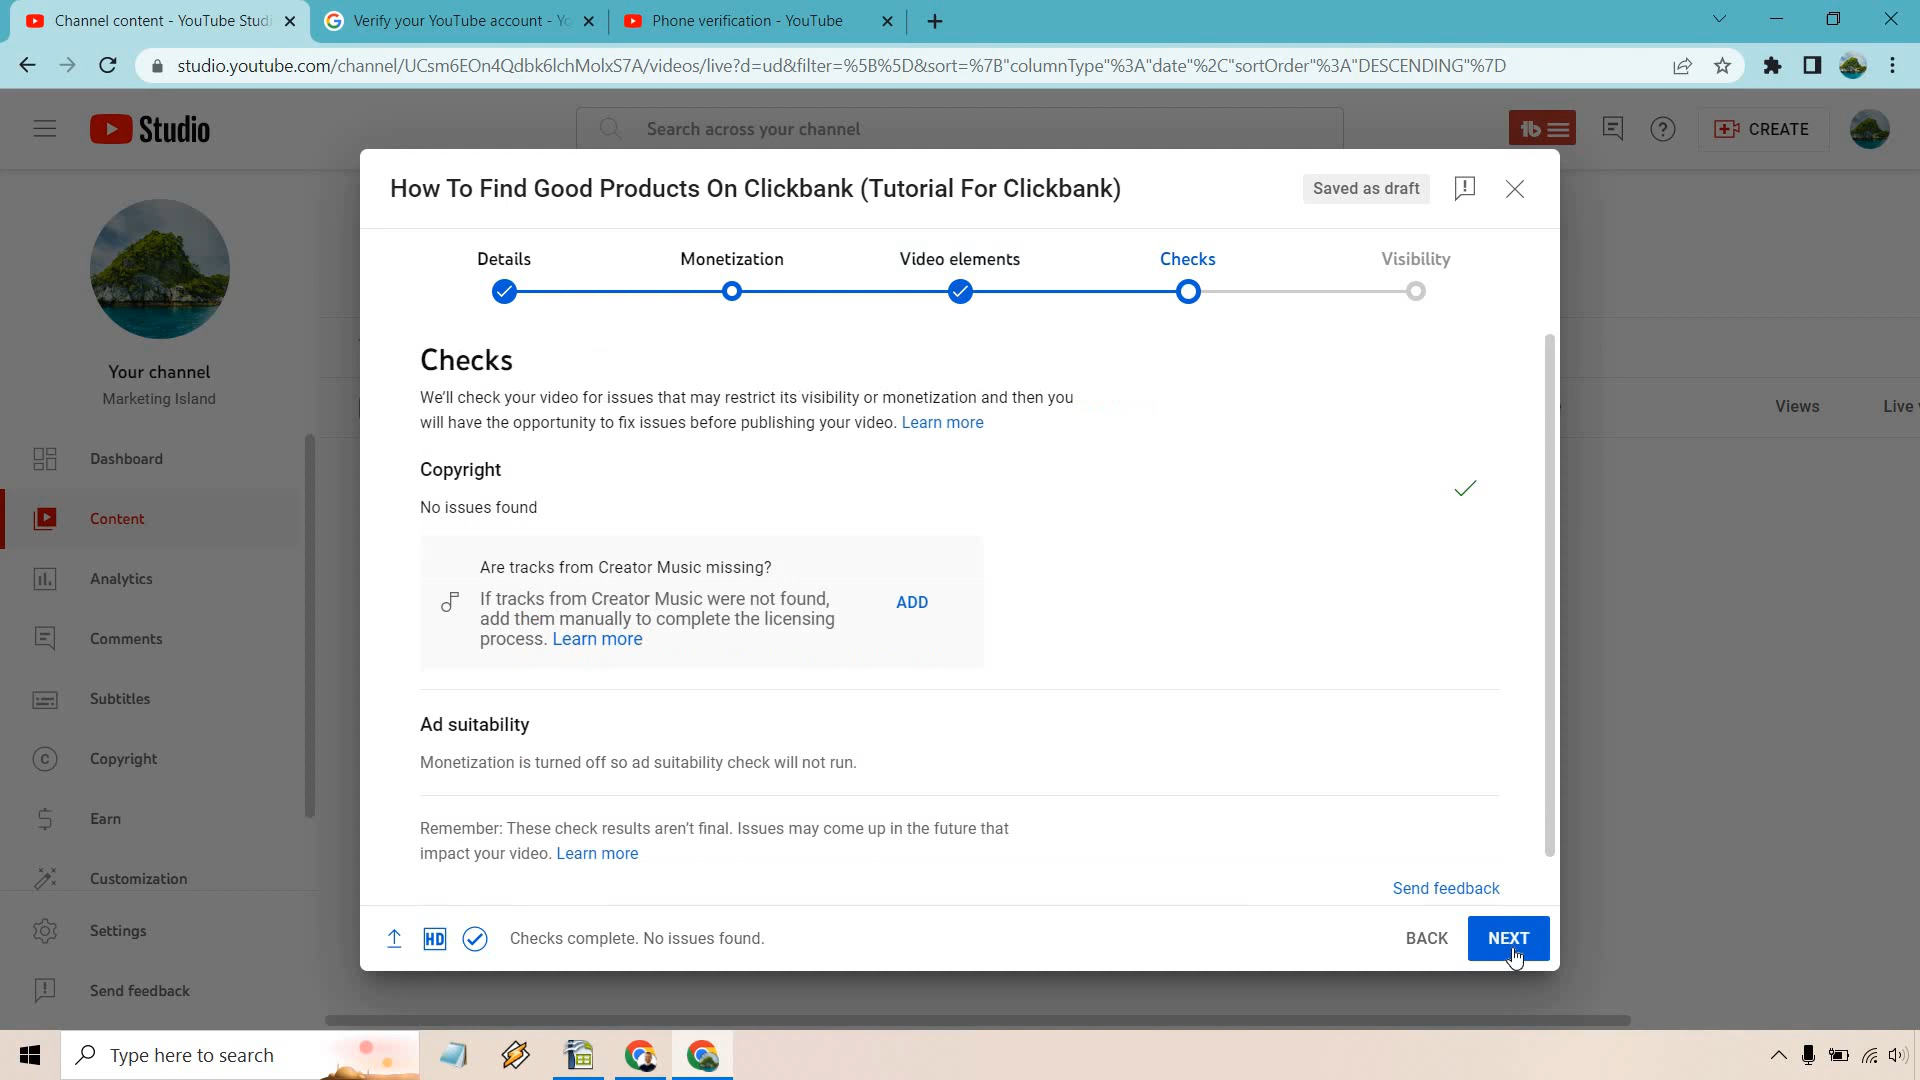 Channel content - YouTube Studi
Verify your YouTube account - Yo
Phone verification - YouTube
studio.youtube.com/channel/UCsm6EOn4Qdbk6lchMolxS7A/videos/live?d=ud&filter=%5B%5D&sort=%7B"columnType"%3A"date"%2C"sortOrder"%3A"DESCENDING"%7D
Studio
Search across your channel
CREATE
How To Find Good Products On Clickbank (Tutorial For Clickbank)
Saved as draft
Details
Monetization
Video elements
Checks
Visibility
Your channel
Marketing Island
Dashboard
Content
Analytics
Comments
Subtitles
Copyright
Earn
Customization
Settings
Send feedback
Checks
We'll check your video for issues that may restrict its visibility or monetization and then you
will have the opportunity to fix issues before publishing your video. Learn more
Copyright
No issues found
Are tracks from Creator Music missing?
If tracks from Creator Music were not found,
add them manually to complete the licensing
process. Learn more
ADD
Ad suitability
Monetization is turned off so ad suitability check will not run.
Remember: These check results aren't final. Issues may come up in the future that
impact your video. Learn more
Send feedback
HD
Checks complete. No issues found.
BACK
NEXT
Views
Live
Type here to search